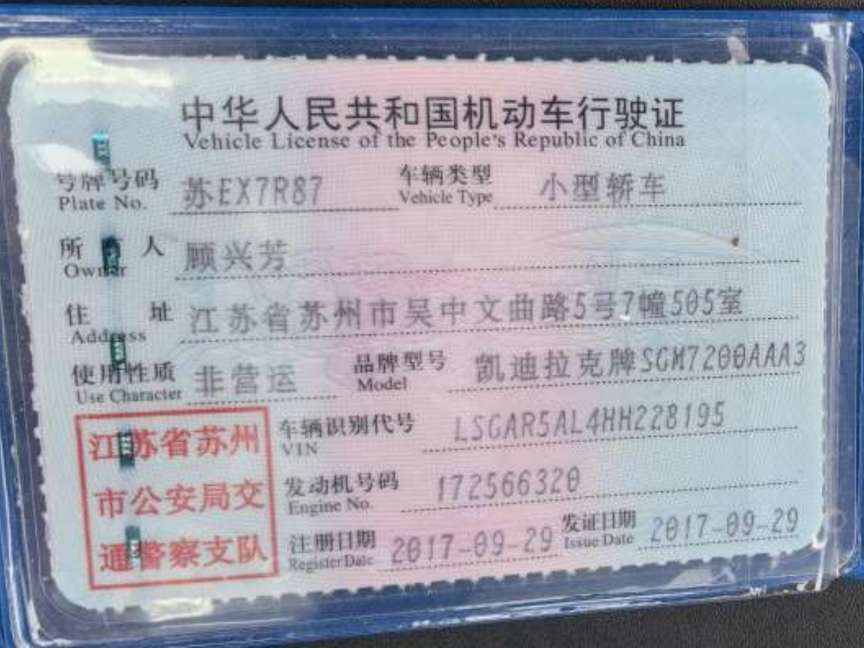 中华人民共和国机动车行驶证
Vehicle License of the People's Republic of China
号牌号码 苏EX7R87 车辆类型 小型轿车
Plate No. Vehicle Type
所有人 顾兴芳
Owner
住址 江苏省苏州市吴中文曲路5号7幢505室
Address
使用性质 非营运 品牌型号 凯迪拉克牌SGM7200AAA3
Use Character Model
江苏省苏州
市公安局交
通警察支队
车辆识别代号 LSGAR5AL4HH228195
VIN
发动机号码 172566320
Engine No.
注册日期 2017-09-29 发证日期 2017-09-29
Register Date Issue Date